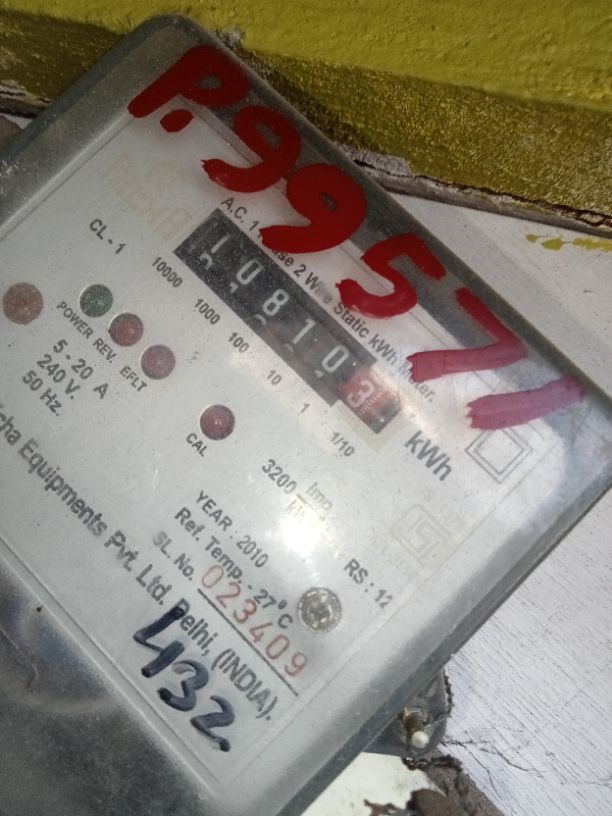 P.9957,
A.C. 1 Phase 2 Wire Static kWh Meter.
CL - 1
10000 1000 100 10 1 1/10
108103
kWh
POWER REV. EFLT
5 - 20 A
240 V.
50 Hz.
CAL
3200 imp
YEAR : 2010
RS : 12
Ref. Temp. - 27°C
SL. No. 023409
Equipments Pvt. Ltd. Delhi, (INDIA).
432